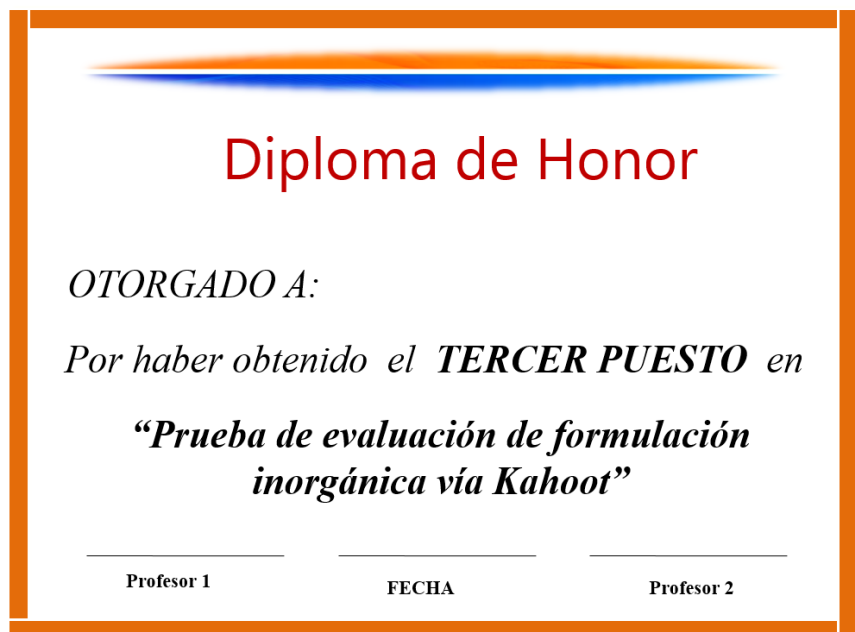 Diploma de Honor
OTORGADO A:
Por haber obtenido el TERCER PUESTO en
“Prueba de evaluación de formulación
inorgánica vía Kahoot”
Profesor 1
FECHA
Profesor 2